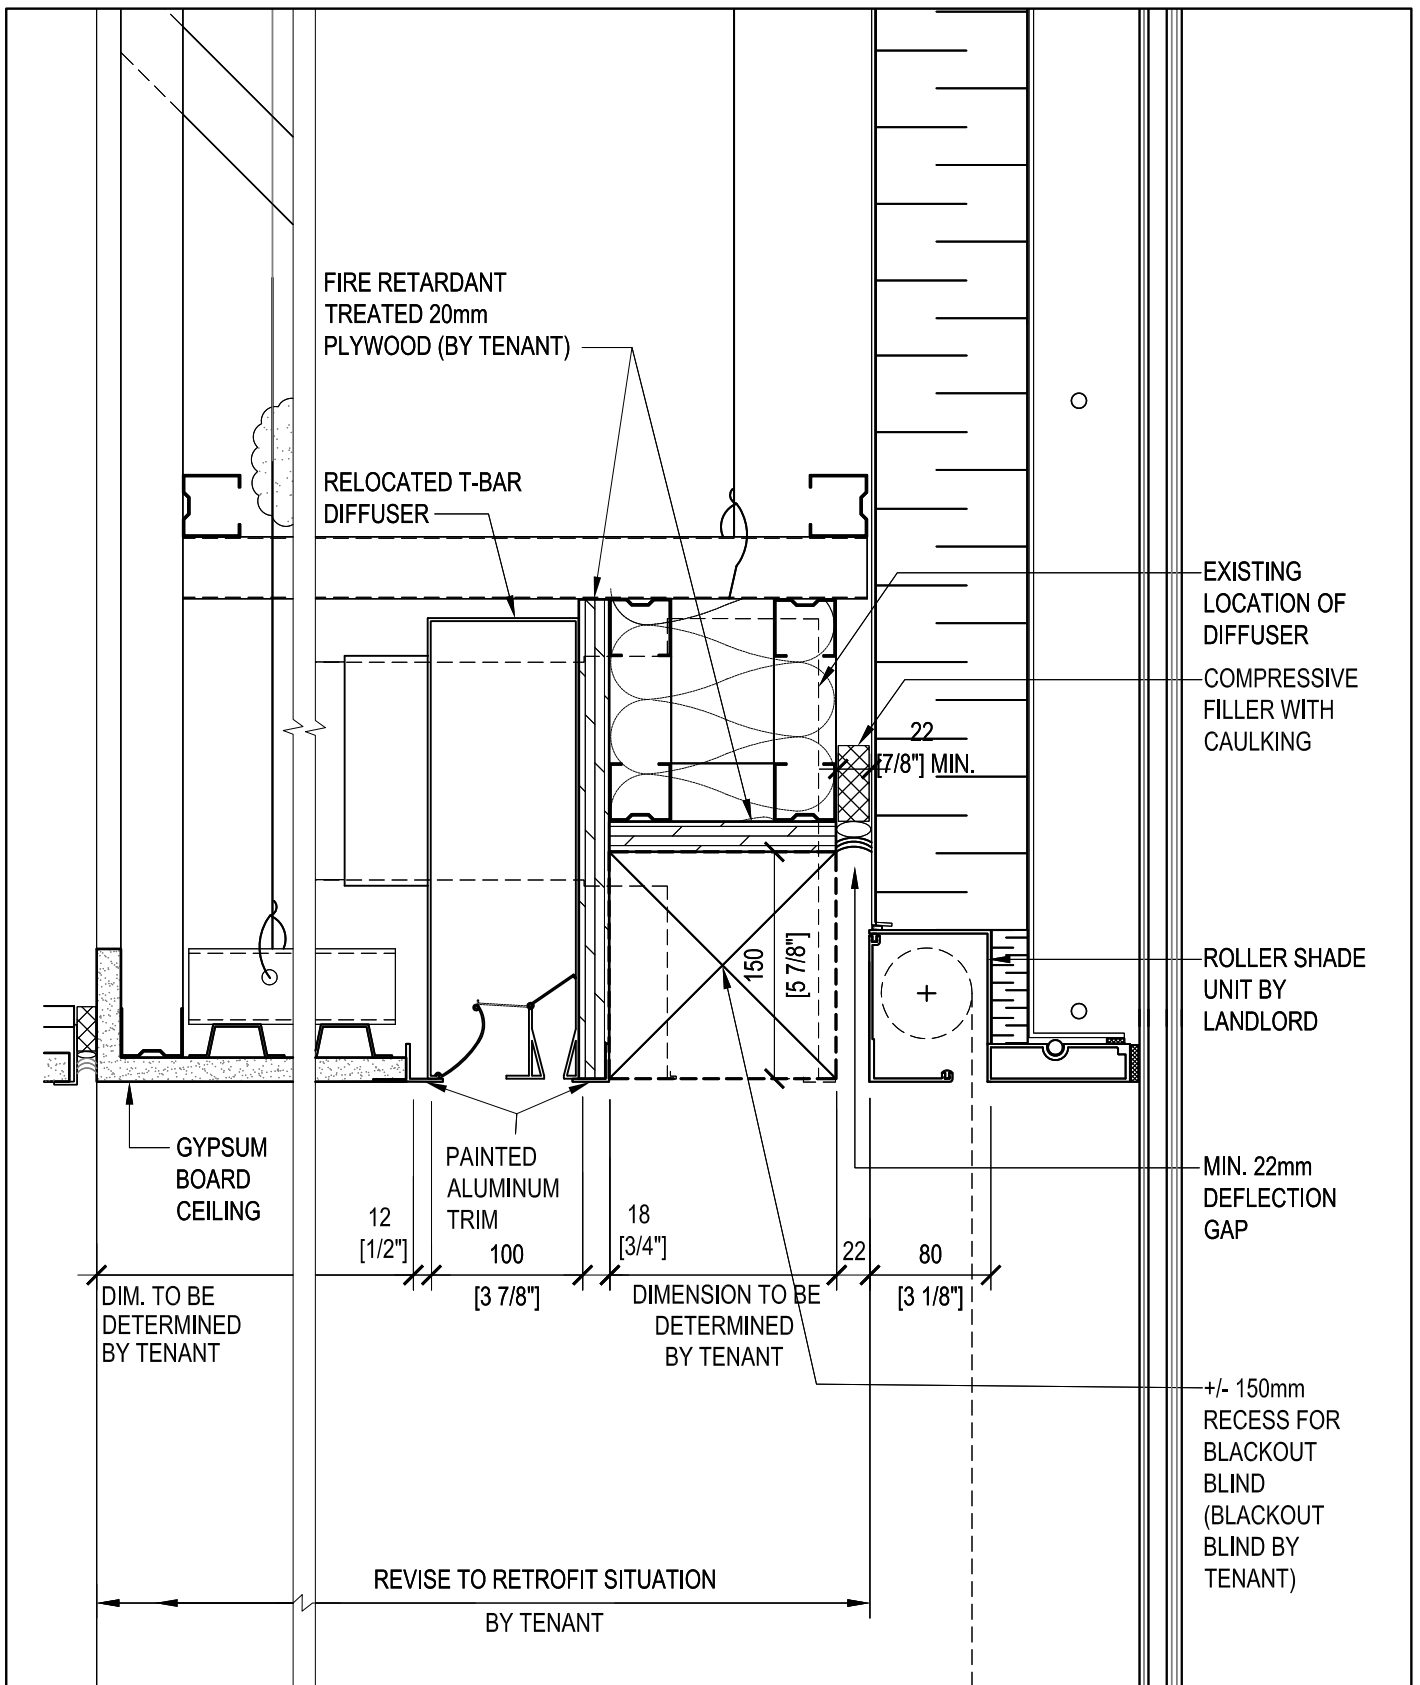 FIRE RETARDANT
TREATED 20mm
PLYWOOD (BY TENANT)
RELOCATED T-BAR
DIFFUSER
EXISTING
LOCATION OF
DIFFUSER
COMPRESSIVE
FILLER WITH
CAULKING
22
[7/8"] MIN.
150
[5 7/8"]
ROLLER SHADE
UNIT BY
LANDLORD
GYPSUM
BOARD
CEILING
PAINTED
ALUMINUM
TRIM
MIN. 22mm
DEFLECTION
GAP
12
[1/2"]
100
[3 7/8"]
18
[3/4"]
22
80
[3 1/8"]
DIM. TO BE
DETERMINED
BY TENANT
DIMENSION TO BE
DETERMINED
BY TENANT
+/- 150mm
RECESS FOR
BLACKOUT
BLIND
(BLACKOUT
BLIND BY
TENANT)
REVISE TO RETROFIT SITUATION
BY TENANT